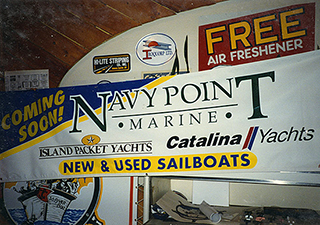 FREE
AIR FRESHENER
HI-LITE STRIPING
COMING
SOON!
NAVY POINT
• MARINE •
ISLAND PACKET YACHTS
Catalina Yachts
NEW & USED SAILBOATS